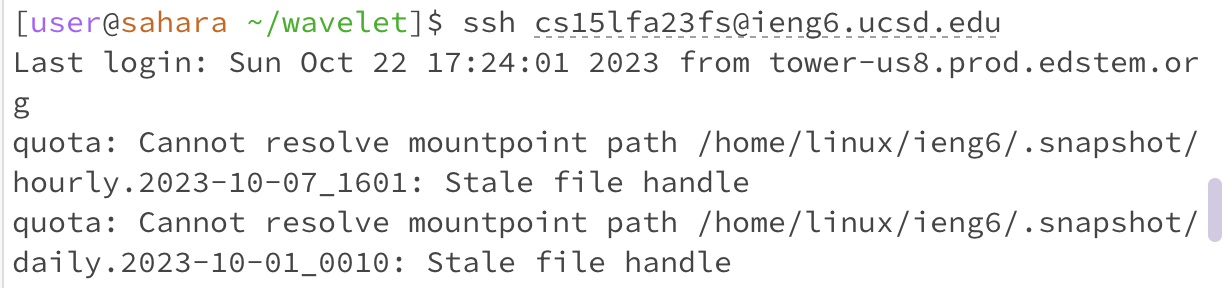 [user@sahara ~/wavelet]$ ssh cs15lfa23fs@ieng6.ucsd.edu
Last login: Sun Oct 22 17:24:01 2023 from tower-us8.prod.edstem.or
g
quota: Cannot resolve mountpoint path /home/linux/ieng6/.snapshot/
hourly.2023-10-07_1601: Stale file handle
quota: Cannot resolve mountpoint path /home/linux/ieng6/.snapshot/
daily.2023-10-01_0010: Stale file handle